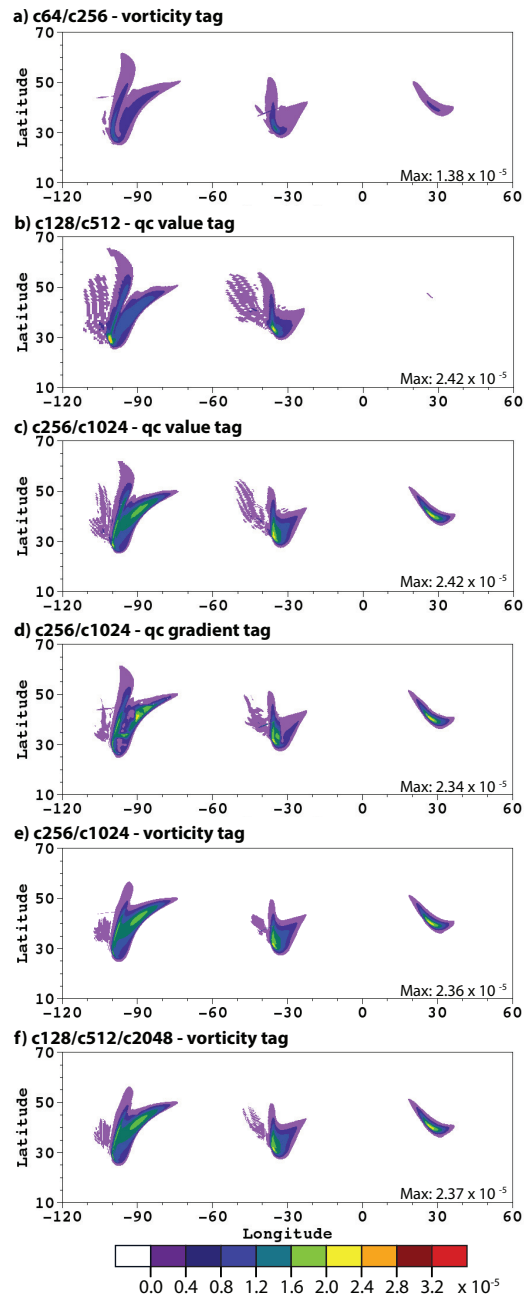 a) c64/c256 - vorticity tag
70
50
30
10
Latitude
Max: 1.38 x 10 -5
-120 -90 -60 -30 0 30 60
b) c128/c512 - qc value tag
70
50
30
10
Latitude
Max: 2.42 x 10 -5
-120 -90 -60 -30 0 30 60
c) c256/c1024 - qc value tag
70
50
30
10
Latitude
Max: 2.42 x 10 -5
-120 -90 -60 -30 0 30 60
d) c256/c1024 - qc gradient tag
70
50
30
10
Latitude
Max: 2.34 x 10 -5
-120 -90 -60 -30 0 30 60
e) c256/c1024 - vorticity tag
70
50
30
10
Latitude
Max: 2.36 x 10 -5
-120 -90 -60 -30 0 30 60
f) c128/c512/c2048 - vorticity tag
70
50
30
10
Latitude
Max: 2.37 x 10 -5
-120 -90 -60 -30 0 30 60
Longitude
0.0 0.4 0.8 1.2 1.6 2.0 2.4 2.8 3.2 x10 -5